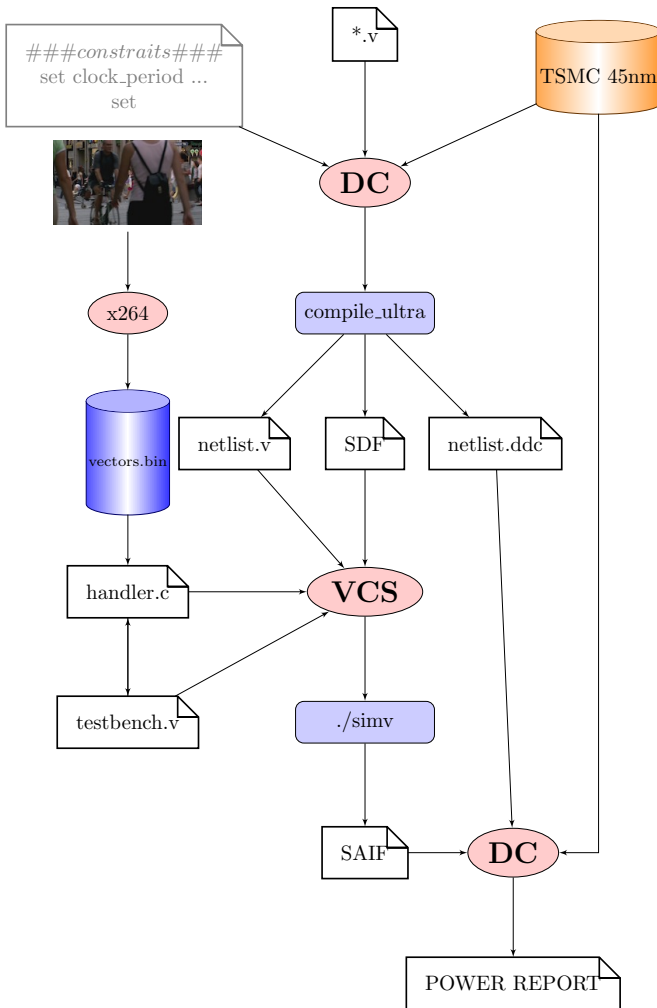 *.v
###constraits###
set clock_period ...
set
TSMC 45nm
DC
x264
compile_ultra
vectors.bin
netlist.v
SDF
netlist.ddc
handler.c
VCS
testbench.v
./simv
SAIF
DC
POWER REPORT